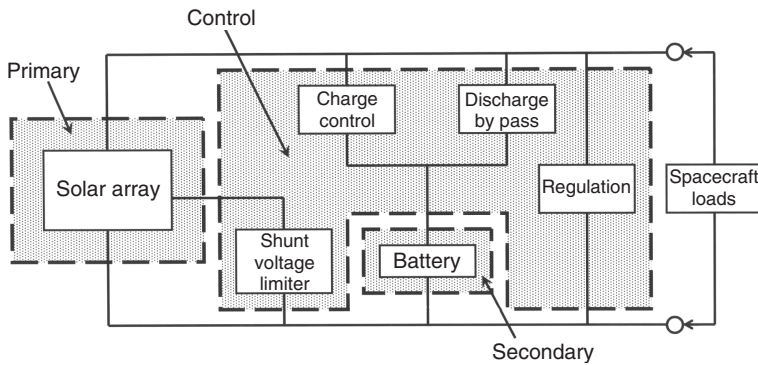 Control
Primary
Charge
control
Discharge
by pass
Solar array
Regulation
Spacecraft
loads
Shunt
voltage
limiter
Battery
Secondary